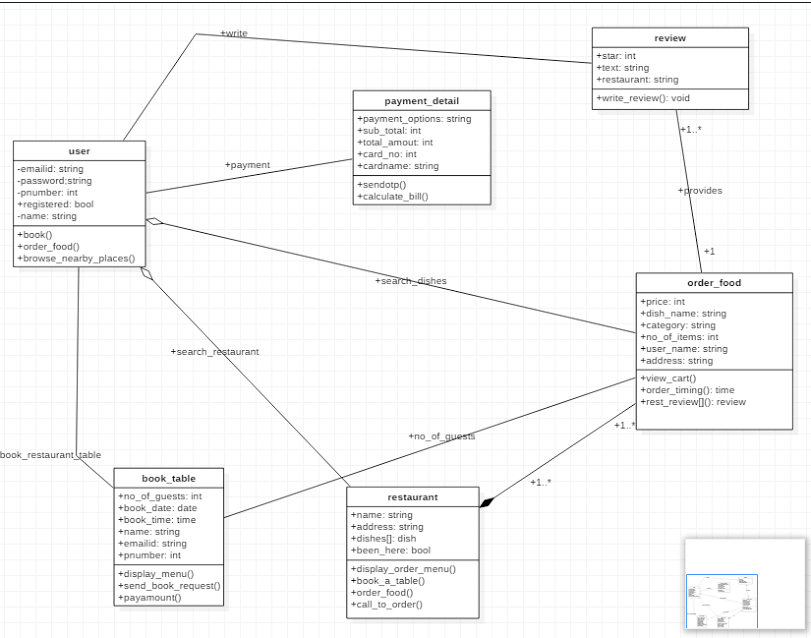 +write
review
+star: int
+text: string
+restaurant: string
+write_review(): void
payment_detail
+payment_options: string
+sub_total: int
+total_amout: int
+card_no: int
+cardname: string
+sendotp()
+calculate_bill()
+1..*
user
-emailid: string
-password;string
-pnumber: int
+registered: bool
-name: string
+book()
+order_food()
+browse_nearby_places()
+payment
+provides
+1
+search_dishes
order_food
+price: int
+dish_name: string
+category: string
+no_of_items: int
+user_name: string
+address: string
+view_cart()
+order_timing(): time
+rest_review[](): review
+search_restaurant
+no_of_guests
+1..*
book_restaurant_table
+1..*
book_table
+no_of_guests: int
+book_date: date
+book_time: time
+name: string
+emailid: string
+pnumber: int
+display_menu()
+send_book_request()
+payamount()
restaurant
+name: string
+address: string
+dishes[]: dish
+been_here: bool
+display_order_menu()
+book_a_table()
+order_food()
+call_to_order()